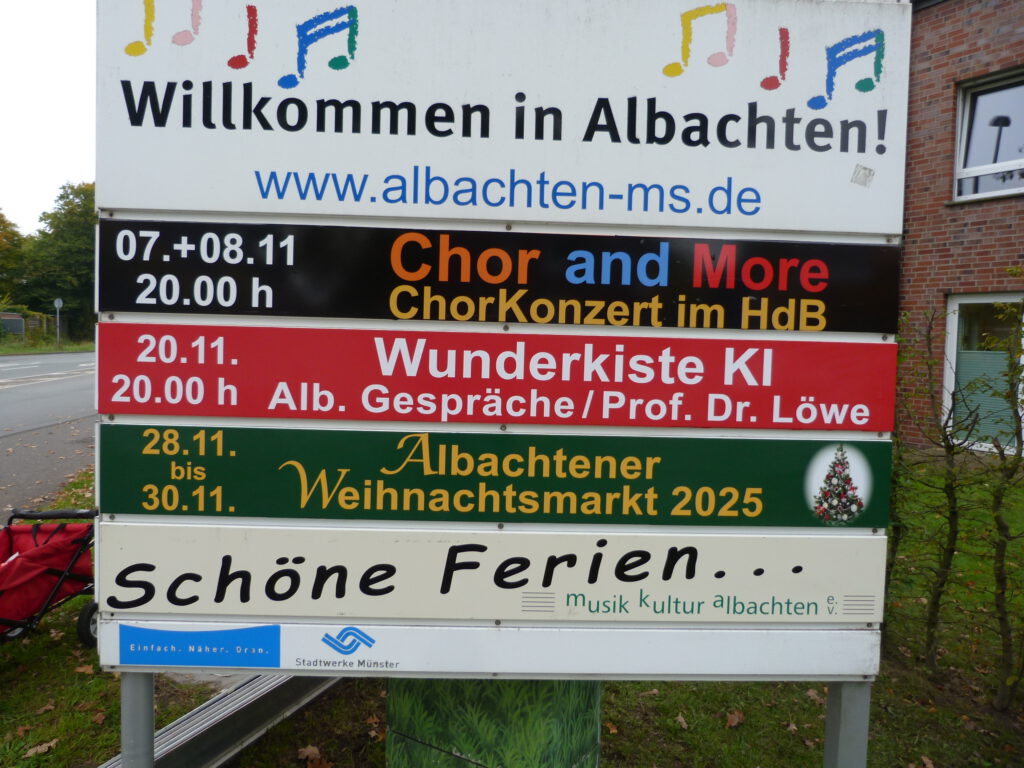 Willkommen in Albachten!
www.albachten-ms.de
07.+08.11
20.00 h
Chor and More
ChorKonzert im HdB
20.11.
20.00 h
Wunderkiste KI
Alb. Gespräche / Prof. Dr. Löwe
28.11.
bis
30.11.
Albachtener
Weihnachtsmarkt 2025
Schöne Ferien...
musik kultur albachten e. v.
Einfach. Näher. Dran.
Stadtwerke Münster